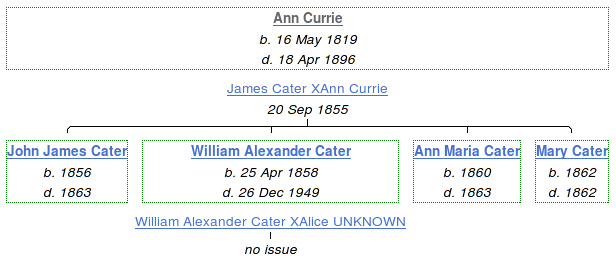 Ann Currie
b. 16 May 1819
d. 18 Apr 1896
James Cater XAnn Currie
20 Sep 1855
John James Cater
b. 1856
d. 1863
William Alexander Cater
b. 25 Apr 1858
d. 26 Dec 1949
Ann Maria Cater
b. 1860
d. 1863
Mary Cater
b. 1862
d. 1862
William Alexander Cater XAlice UNKNOWN
no issue